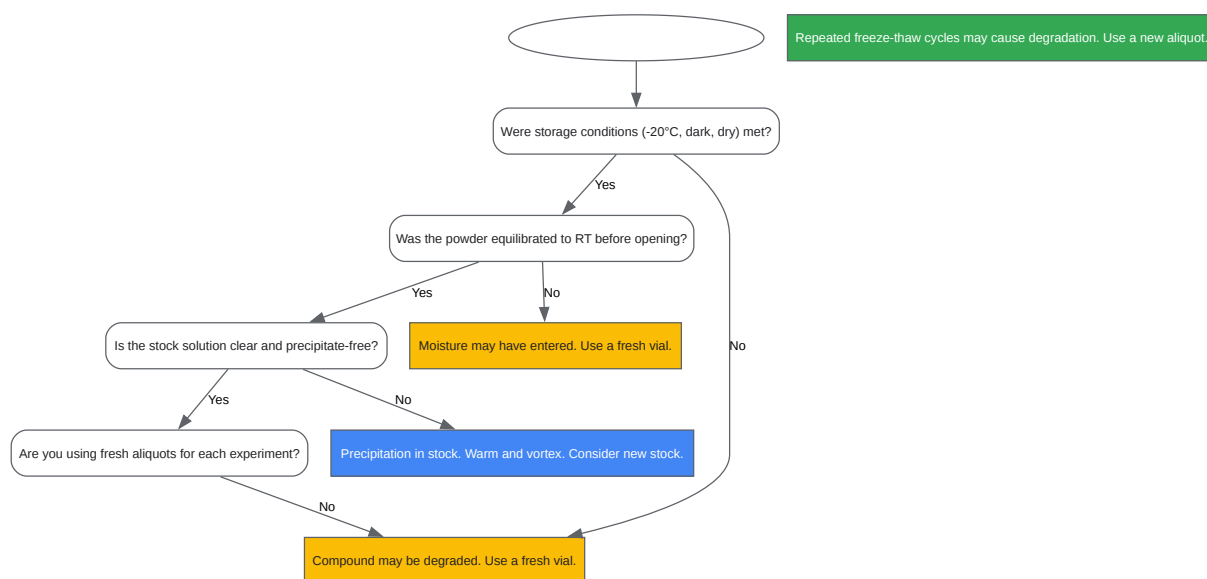 Repeated freeze-thaw cycles may cause degradation. Use a new aliquot.
Were storage conditions (-20°C, dark, dry) met?
Yes
Was the powder equilibrated to RT before opening?
Yes
No
Is the stock solution clear and precipitate-free?
Moisture may have entered. Use a fresh vial.
No
Yes
No
Are you using fresh aliquots for each experiment?
Precipitation in stock. Warm and vortex. Consider new stock.
No
Compound may be degraded. Use a fresh vial.